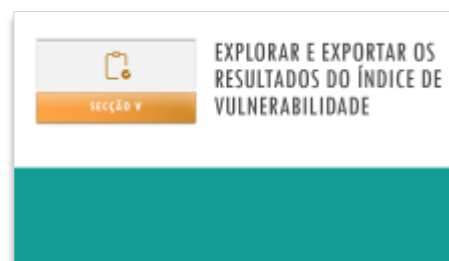 SECÇÃO V
EXPLORAR E EXPORTAR OS
RESULTADOS DO ÍNDICE DE
VULNERABILIDADE